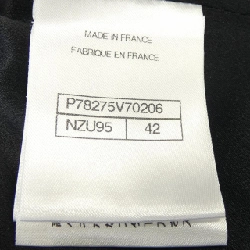 MADE IN FRANCE
FABRIQUE EN FRANCE
P78275V70206
NZU95 42